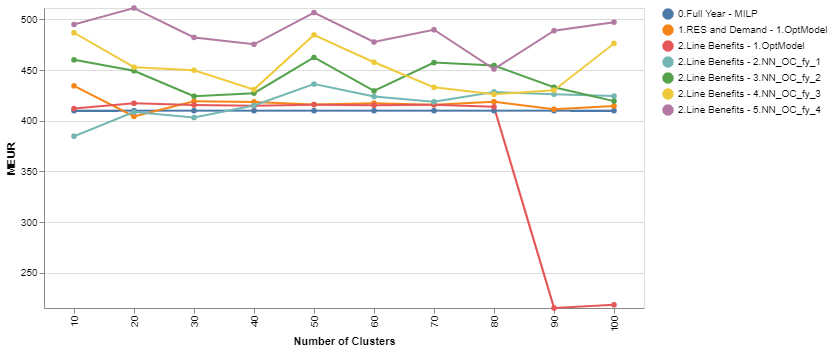 500
450
400
350
300
250
MEUR
10
20
30
40
50
60
70
80
90
100
Number of Clusters
0.Full Year - MILP
1.RES and Demand - 1.OptModel
2.Line Benefits - 1.OptModel
2.Line Benefits - 2.NN_OC_fy_1
2.Line Benefits - 3.NN_OC_fy_2
2.Line Benefits - 4.NN_OC_fy_3
2.Line Benefits - 5.NN_OC_fy_4